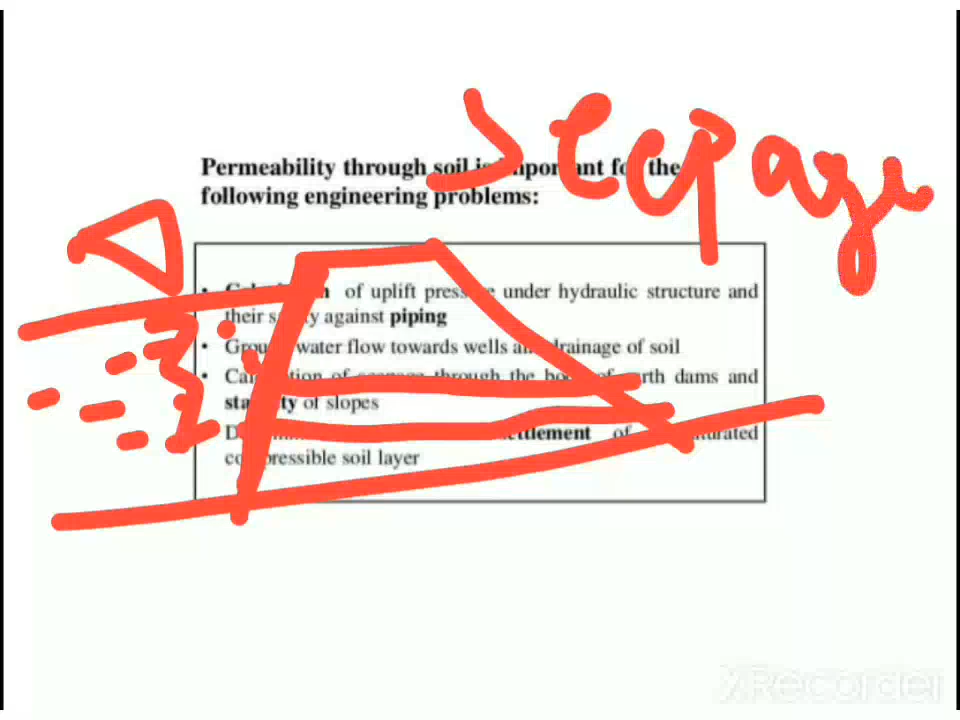 seepage
Permeability through soil is important for the
following engineering problems:
• of uplift pressure under hydraulic structure and
their safety against piping
• Ground water flow towards wells and drainage of soil
• Calculation of seepage through the body of earth dams and
stability of slopes
• settlement of saturated
compressible soil layer
XRecorder